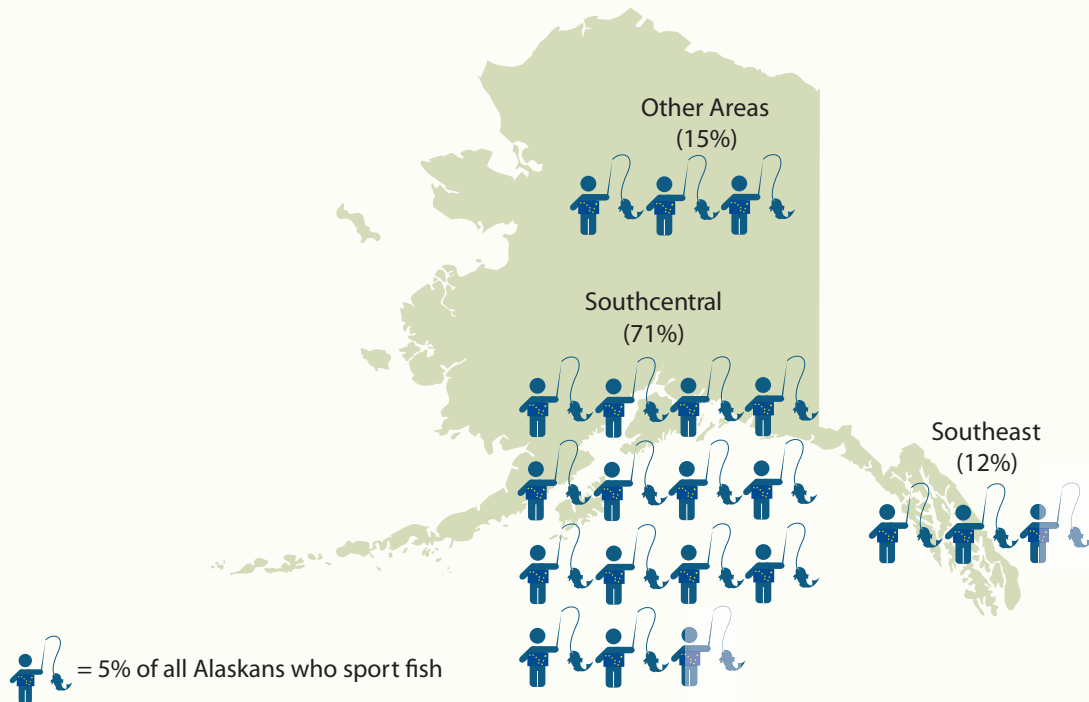 Other Areas
(15%)
Southcentral
(71%)
Southeast
(12%)
= 5% of all Alaskans who sport fish